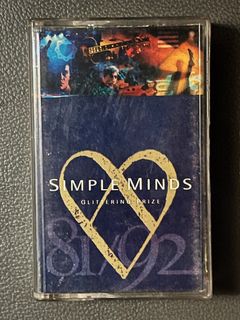 SIMPLE MINDS
GLITTERING PRIZE
81/92